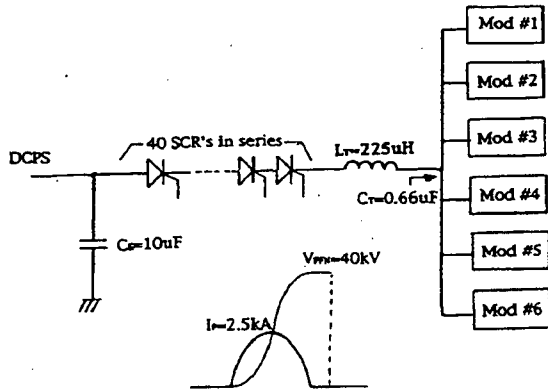 Mod #1
Mod #2
40 SCR's in series
DCPS
LT=225uH
Mod #3
CT=0.66uF
Mod #4
CF=10uF
Mod #5
VPFN=40kV
IP=2.5kA
Mod #6